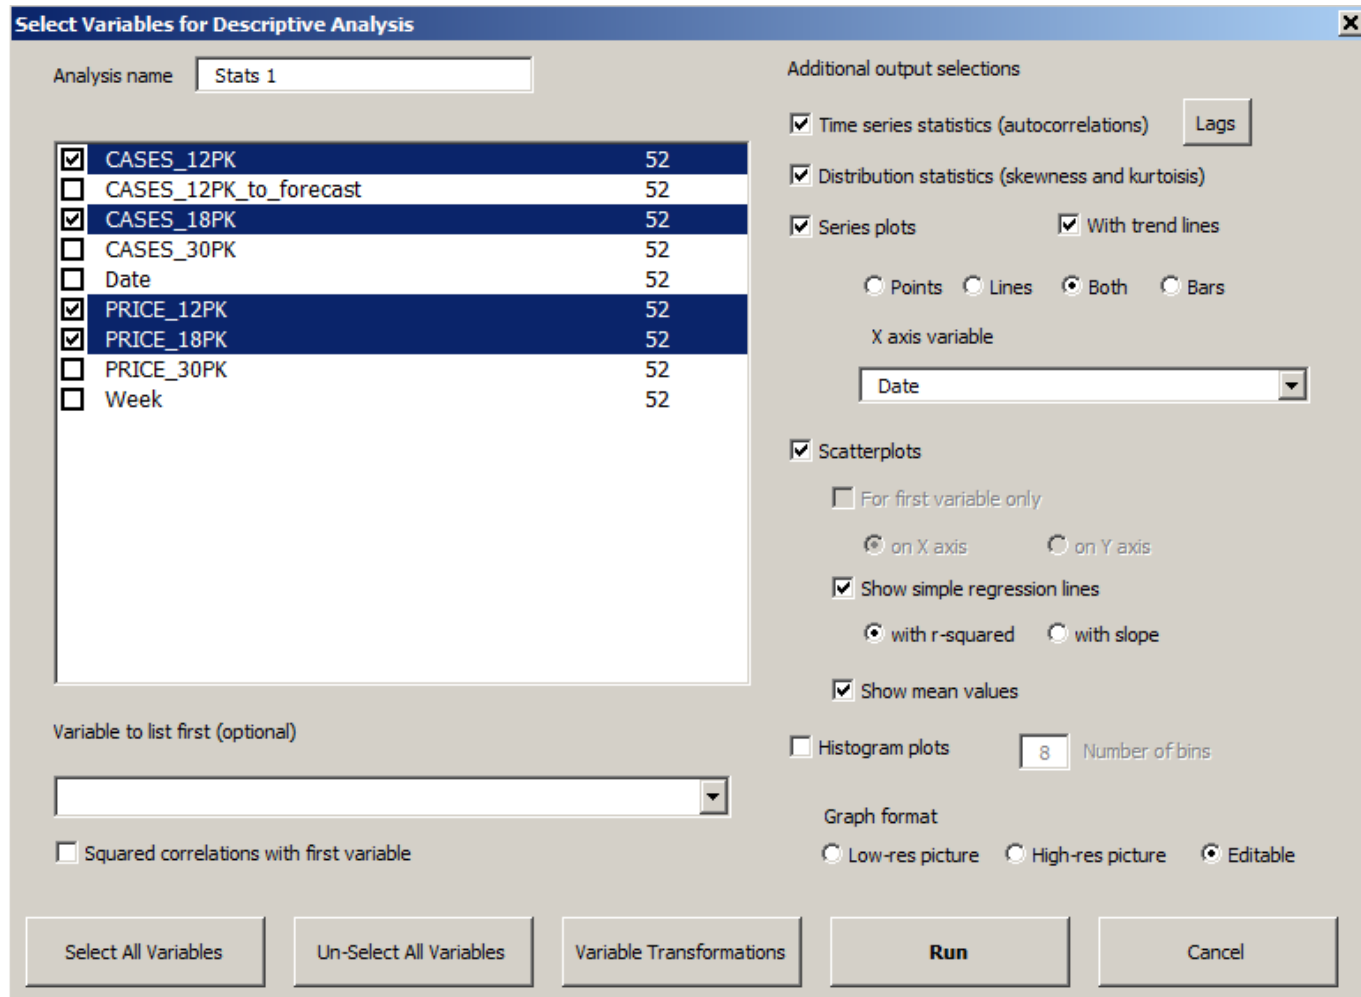 Select Variables for Descriptive Analysis
Analysis name Stats 1
CASES_12PK 52
CASES_12PK_to_forecast 52
CASES_18PK 52
CASES_30PK 52
Date 52
PRICE_12PK 52
PRICE_18PK 52
PRICE_30PK 52
Week 52
Variable to list first (optional)
Squared correlations with first variable
Additional output selections
Time series statistics (autocorrelations) Lags
Distribution statistics (skewness and kurtoisis)
Series plots With trend lines
Points Lines Both Bars
X axis variable
Date
Scatterplots
For first variable only
on X axis on Y axis
Show simple regression lines
with r-squared with slope
Show mean values
Histogram plots 8 Number of bins
Graph format
Low-res picture High-res picture Editable
Select All Variables Un-Select All Variables Variable Transformations Run Cancel